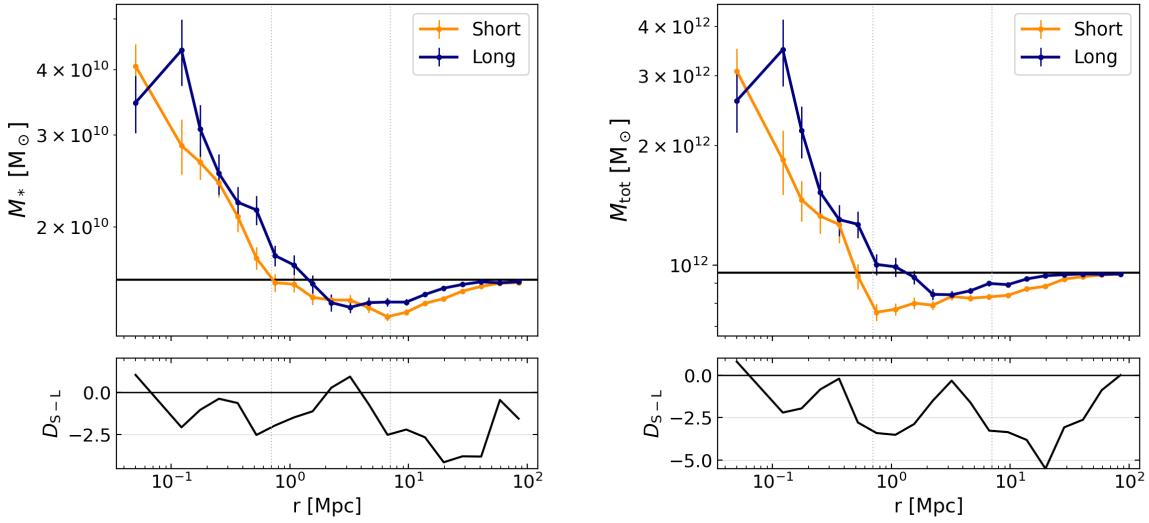 Short
Long
M_* [M_⊙]
4 × 10^10
3 × 10^10
2 × 10^10
D_{S−L}
0.0
−2.5
10^−1
10^0
10^1
10^2
r [Mpc]
Short
Long
M_tot [M_⊙]
4 × 10^12
3 × 10^12
2 × 10^12
10^12
D_{S−L}
0.0
−2.5
−5.0
10^−1
10^0
10^1
10^2
r [Mpc]